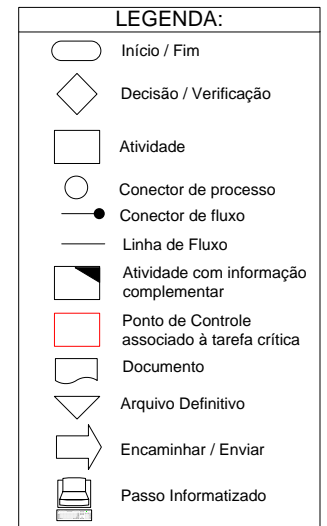 LEGENDA:
Início / Fim
Decisão / Verificação
Atividade
Conector de processo
Conector de fluxo
Linha de Fluxo
Atividade com informação
complementar
Ponto de Controle
associado à tarefa crítica
Documento
Arquivo Definitivo
Encaminhar / Enviar
Passo Informatizado